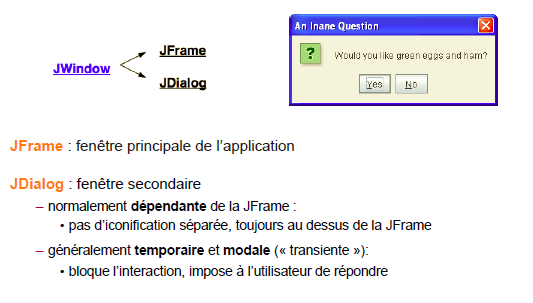 JFrame
JWindow
JDialog
An Inane Question
? Would you like green eggs and ham?
Yes No
JFrame : fenêtre principale de l'application
JDialog : fenêtre secondaire
– normalement dépendante de la JFrame :
• pas d'iconification séparée, toujours au dessus de la JFrame
– généralement temporaire et modale (« transiente »):
• bloque l'interaction, impose à l'utilisateur de répondre